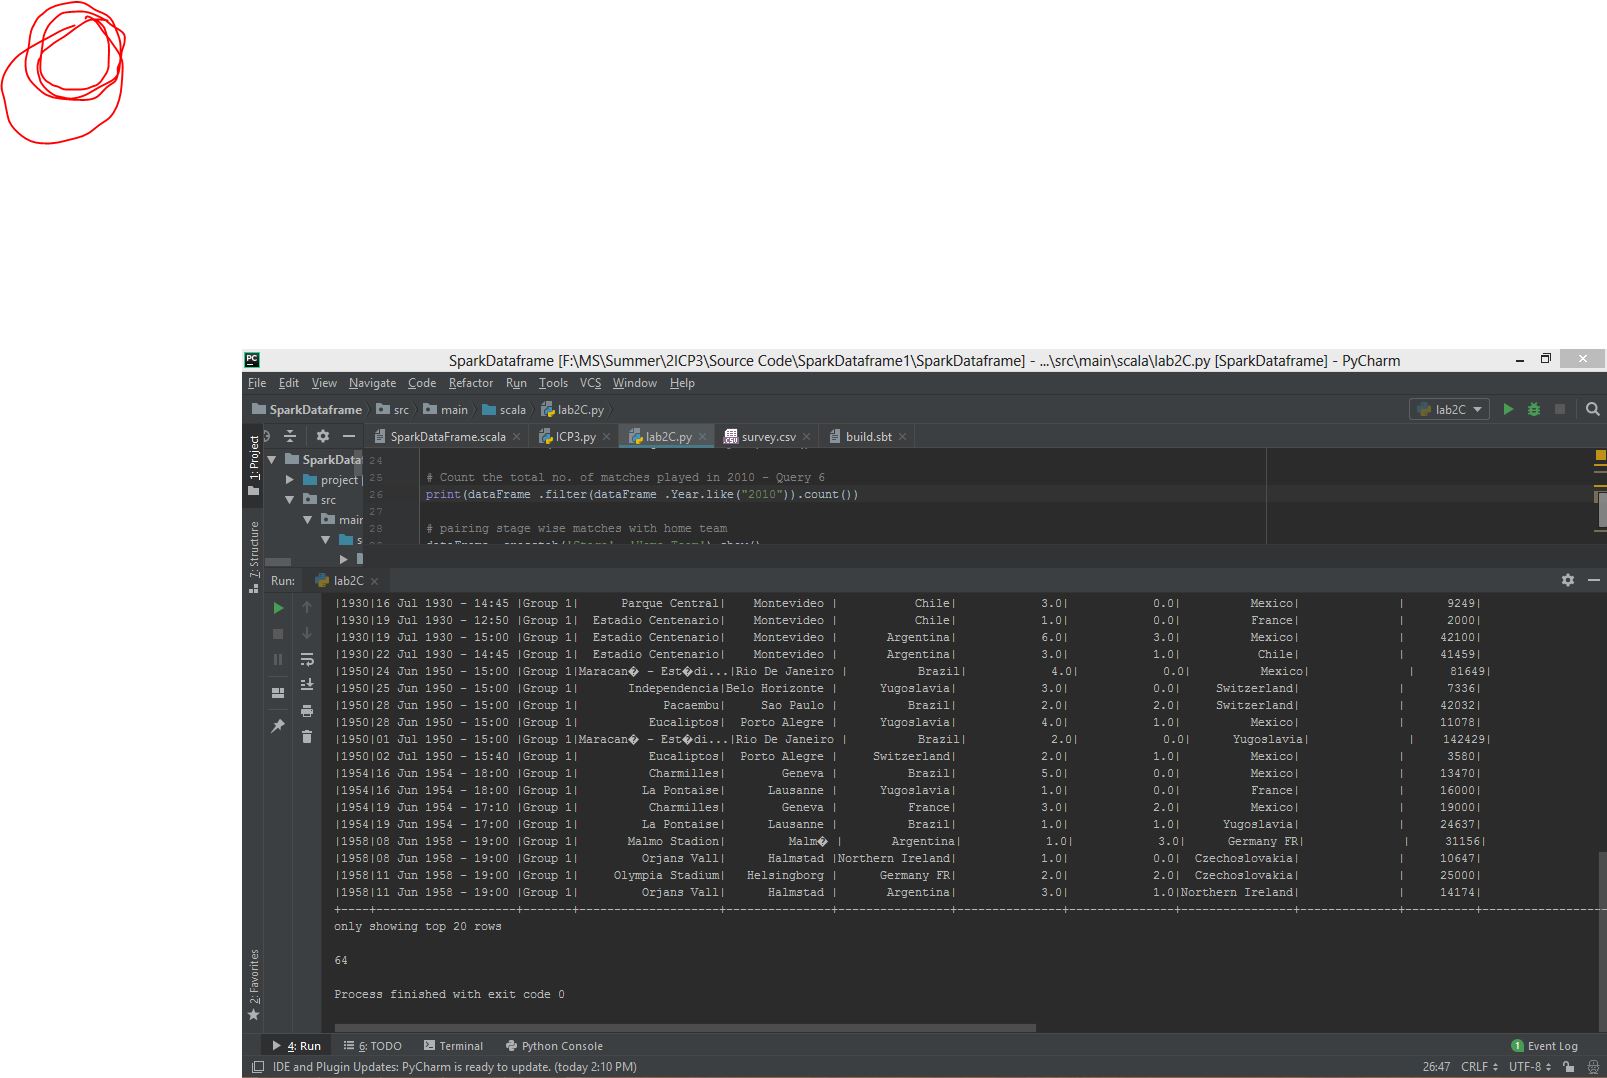 SparkDataframe [F:\MS\Summer\2ICP3\Source Code\SparkDataframe1\SparkDataframe] - ...\src\main\scala\lab2C.py [SparkDataframe] - PyCharm
File Edit View Navigate Code Refactor Run Tools VCS Window Help
SparkDataframe src main scala lab2C.py lab2C
SparkDataFrame.scala ICP3.py lab2C.py survey.csv build.sbt
1: Project
7: Structure
2: Favorites
SparkDataf
project
src
main
s
24
25 # Count the total no. of matches played in 2010 - Query 6
26 print(dataFrame .filter(dataFrame .Year.like("2010")).count())
27
28 # pairing stage wise matches with home team
Run: lab2C
|1930|16 Jul 1930 - 14:45 |Group 1| Parque Central| Montevideo | Chile| 3.0| 0.0| Mexico| | 9249|
|1930|19 Jul 1930 - 12:50 |Group 1| Estadio Centenario| Montevideo | Chile| 1.0| 0.0| France| | 2000|
|1930|19 Jul 1930 - 15:00 |Group 1| Estadio Centenario| Montevideo | Argentina| 6.0| 3.0| Mexico| | 42100|
|1930|22 Jul 1930 - 14:45 |Group 1| Estadio Centenario| Montevideo | Argentina| 3.0| 1.0| Chile| | 41459|
|1950|24 Jun 1950 - 15:00 |Group 1|Maracan� - Est�di...|Rio De Janeiro | Brazil| 4.0| 0.0| Mexico| | 81649|
|1950|25 Jun 1950 - 15:00 |Group 1| Independencia|Belo Horizonte | Yugoslavia| 3.0| 0.0| Switzerland| | 7336|
|1950|28 Jun 1950 - 15:00 |Group 1| Pacaembu| Sao Paulo | Brazil| 2.0| 2.0| Switzerland| | 42032|
|1950|28 Jun 1950 - 15:00 |Group 1| Eucaliptos| Porto Alegre | Yugoslavia| 4.0| 1.0| Mexico| | 11078|
|1950|01 Jul 1950 - 15:00 |Group 1|Maracan� - Est�di...|Rio De Janeiro | Brazil| 2.0| 0.0| Yugoslavia| | 142429|
|1950|02 Jul 1950 - 15:40 |Group 1| Eucaliptos| Porto Alegre | Switzerland| 2.0| 1.0| Mexico| | 3580|
|1954|16 Jun 1954 - 18:00 |Group 1| Charmilles| Geneva | Brazil| 5.0| 0.0| Mexico| | 13470|
|1954|16 Jun 1954 - 18:00 |Group 1| La Pontaise| Lausanne | Yugoslavia| 1.0| 0.0| France| | 16000|
|1954|19 Jun 1954 - 17:10 |Group 1| Charmilles| Geneva | France| 3.0| 2.0| Mexico| | 19000|
|1954|19 Jun 1954 - 17:00 |Group 1| La Pontaise| Lausanne | Brazil| 1.0| 1.0| Yugoslavia| | 24637|
|1958|08 Jun 1958 - 19:00 |Group 1| Malmo Stadion| Malm� | Argentina| 1.0| 3.0| Germany FR| | 31156|
|1958|08 Jun 1958 - 19:00 |Group 1| Orjans Vall| Halmstad |Northern Ireland| 1.0| 0.0| Czechoslovakia| | 10647|
|1958|11 Jun 1958 - 19:00 |Group 1| Olympia Stadium| Helsingborg | Germany FR| 2.0| 2.0| Czechoslovakia| | 25000|
|1958|11 Jun 1958 - 19:00 |Group 1| Orjans Vall| Halmstad | Argentina| 3.0| 1.0|Northern Ireland| | 14174|
only showing top 20 rows
64
Process finished with exit code 0
4: Run 6: TODO Terminal Python Console 1 Event Log
IDE and Plugin Updates: PyCharm is ready to update. (today 2:10 PM) 26:47 CRLF UTF-8